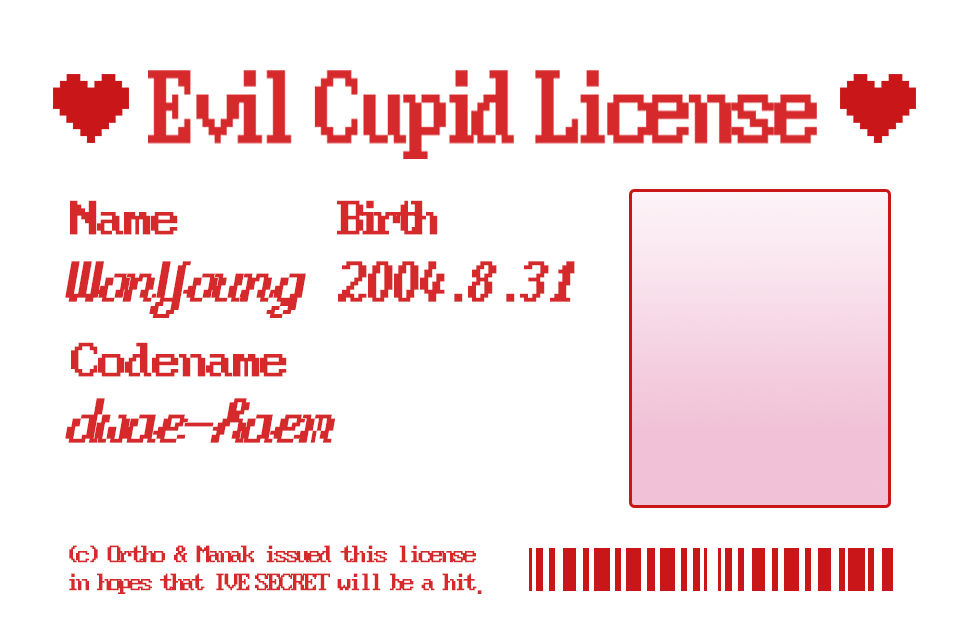 Evil Cupid License
Name
Birth
WonYoung
2004.8.31
Codename
dwae-haem
(c) Ortho & Manak issued this license
in hopes that IVE SECRET will be a hit.